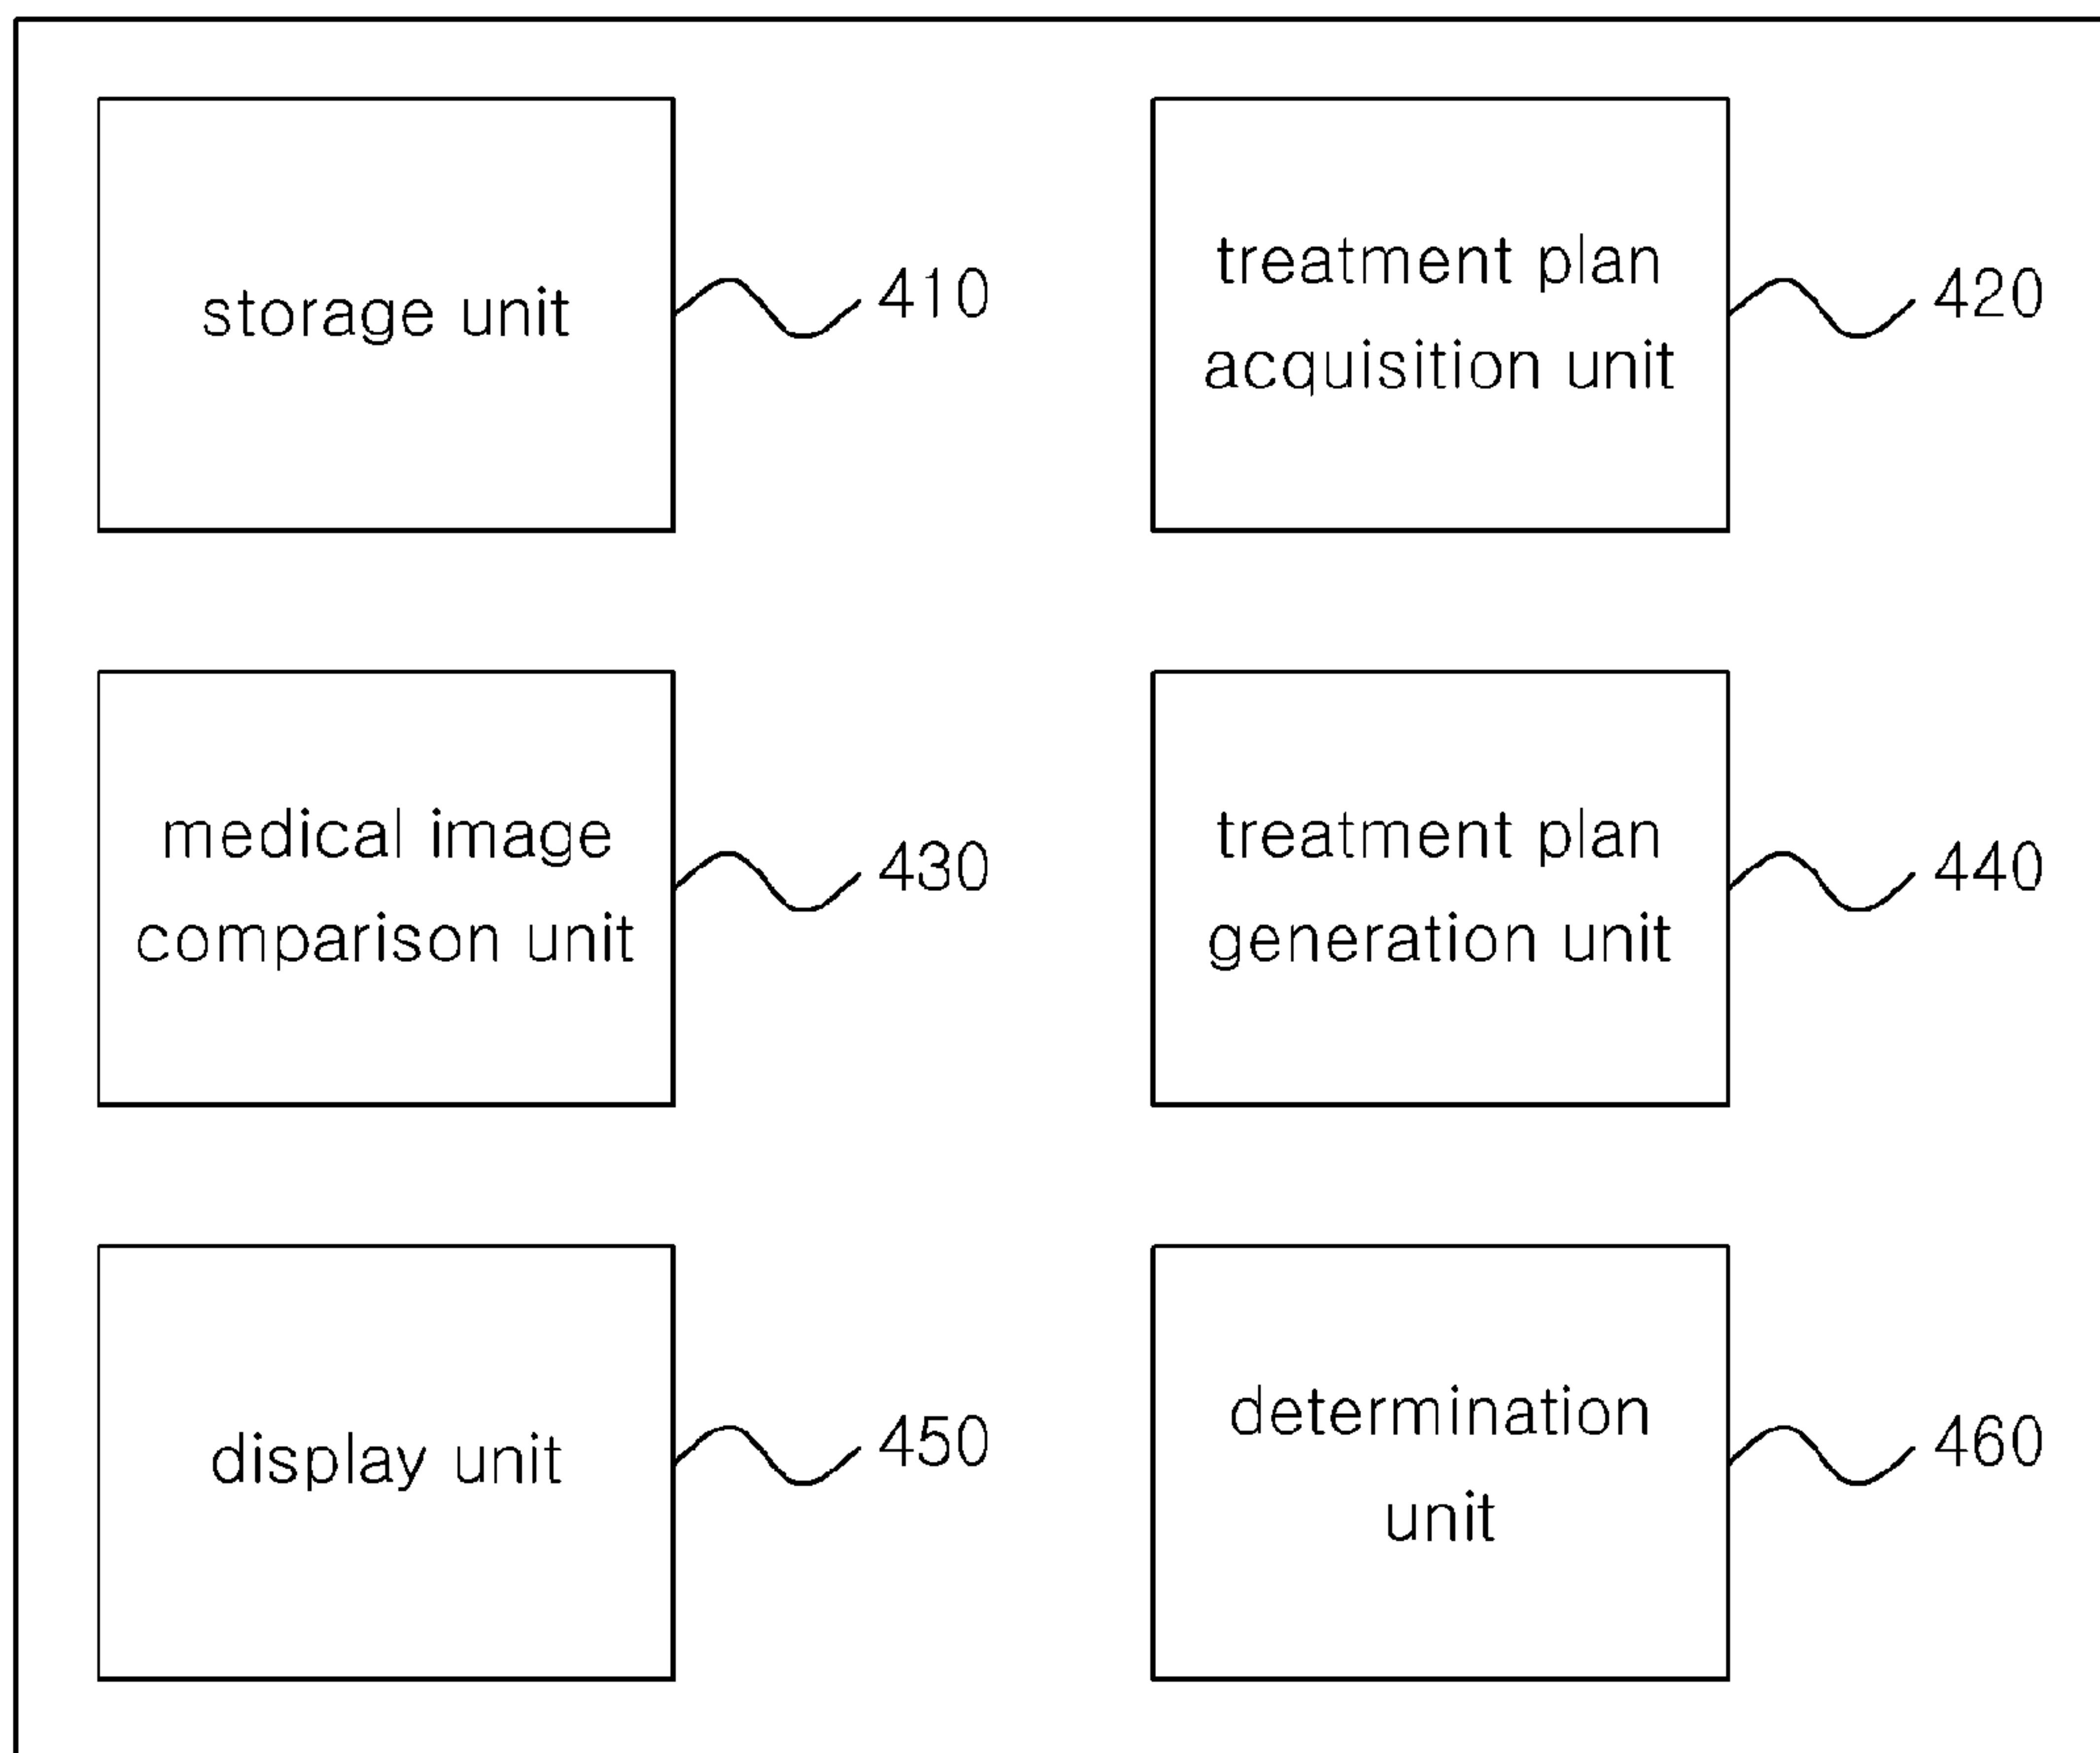 storage unit
410
treatment plan
acquisition unit
420
medical image
comparison unit
430
treatment plan
generation unit
440
display unit
450
determination
unit
460